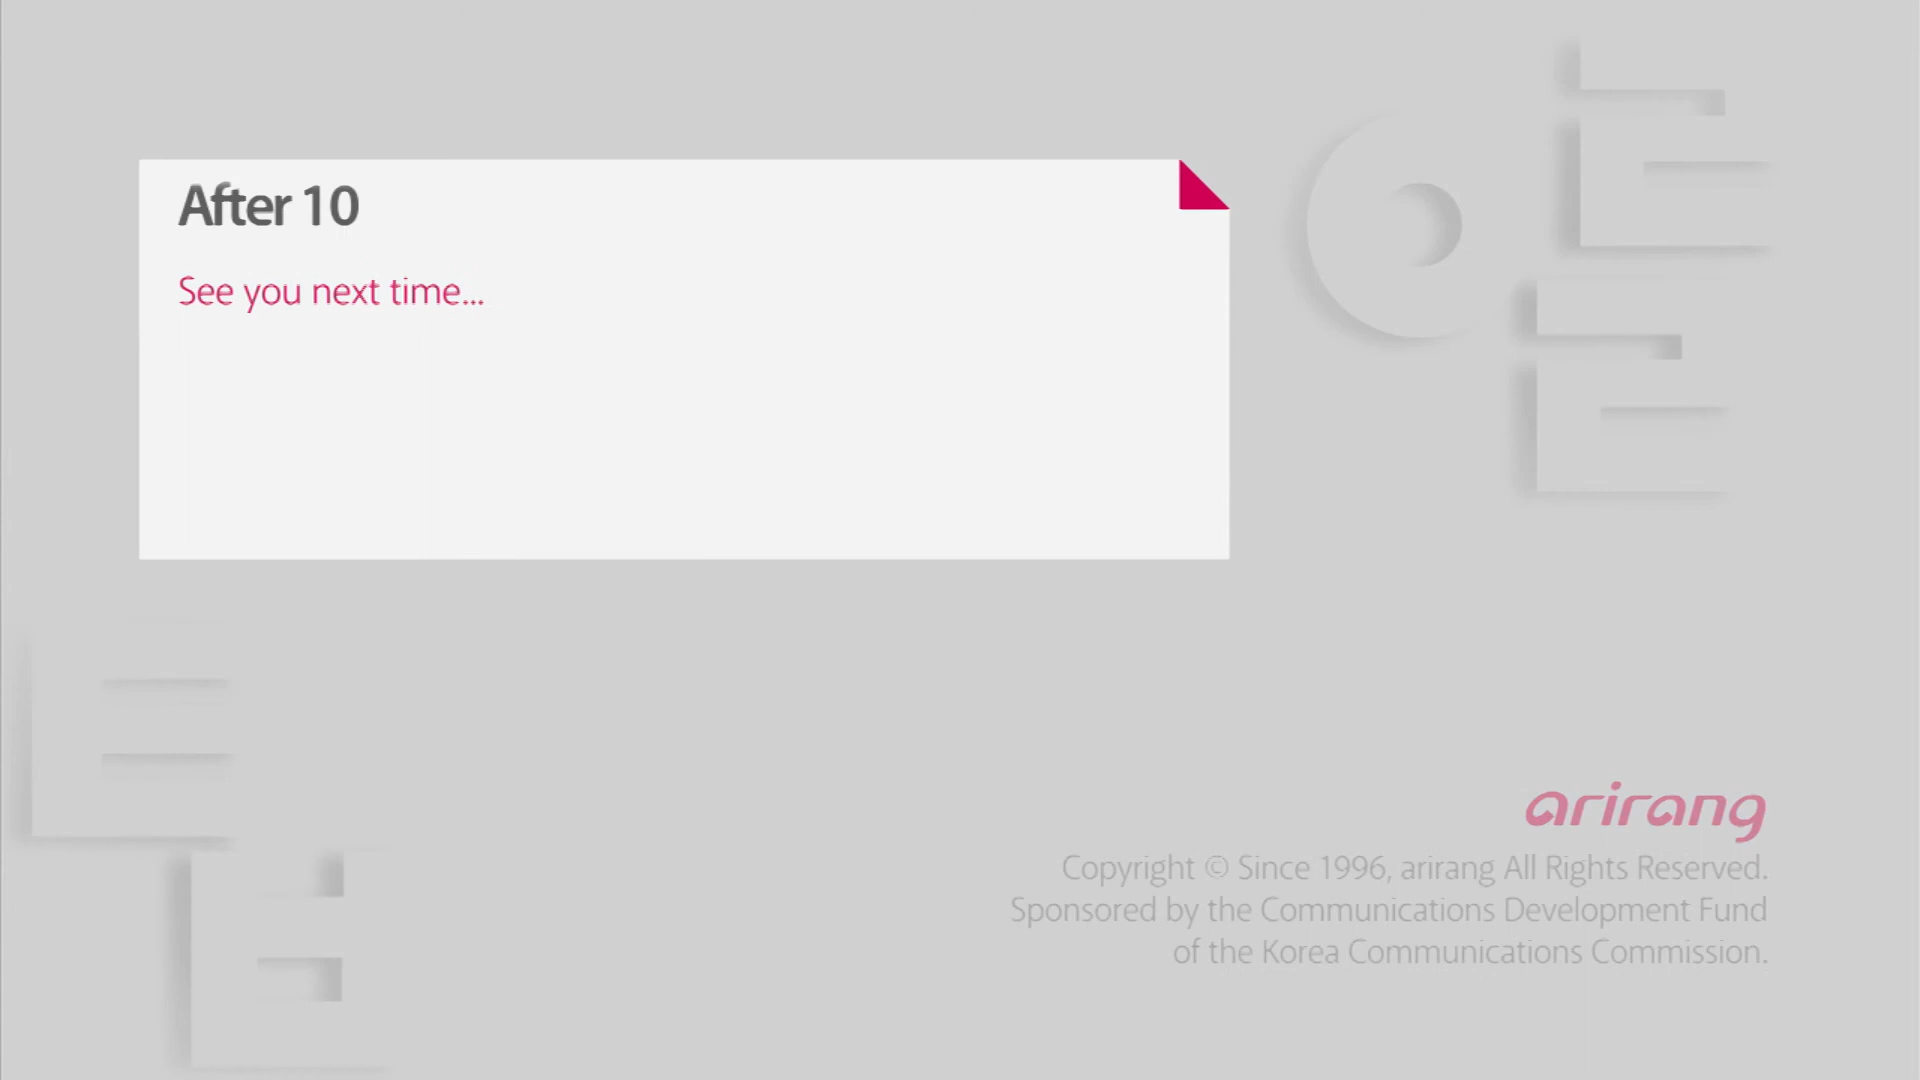 After 10
See you next time...
arirang
Copyright © Since 1996, arirang All Rights Reserved.
Sponsored by the Communications Development Fund
of the Korea Communications Commission.